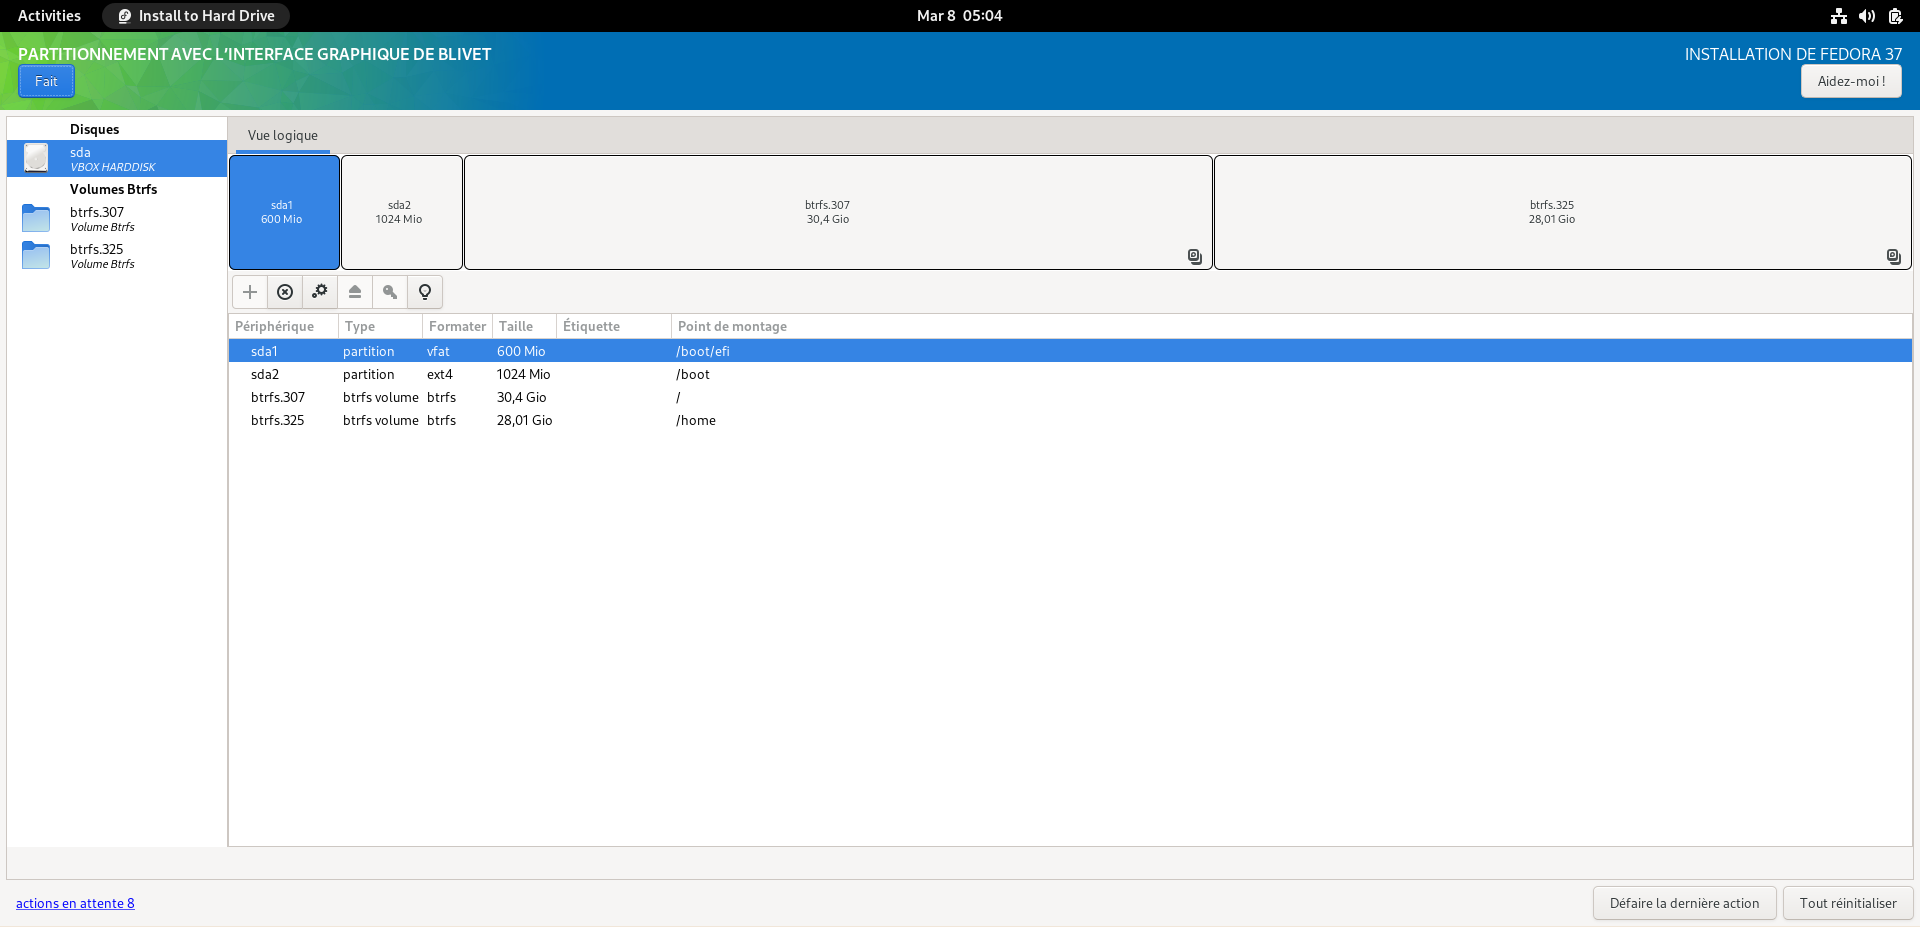 Activities Install to Hard Drive Mar 8 05:04
PARTITIONNEMENT AVEC L'INTERFACE GRAPHIQUE DE BLIVET INSTALLATION DE FEDORA 37
Fait Aidez-moi !
Disques
sda
VBOX HARDDISK
Volumes Btrfs
btrfs.307
Volume Btrfs
btrfs.325
Volume Btrfs
Vue logique
sda1
600 Mio
sda2
1024 Mio
btrfs.307
30,4 Gio
btrfs.325
28,01 Gio
Périphérique Type Formater Taille Étiquette Point de montage
sda1 partition vfat 600 Mio /boot/efi
sda2 partition ext4 1024 Mio /boot
btrfs.307 btrfs volume btrfs 30,4 Gio /
btrfs.325 btrfs volume btrfs 28,01 Gio /home
actions en attente 8 Défaire la dernière action Tout réinitialiser